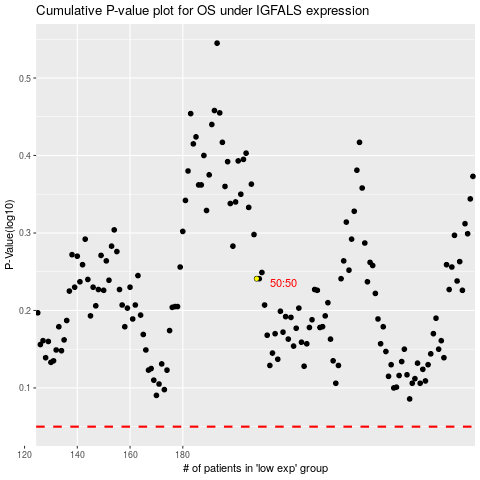 Cumulative P-value plot for OS under IGFALS expression
P-Value(log10)
0.5
0.4
0.3
0.2
0.1
50:50
120 140 160 180
# of patients in 'low exp' group